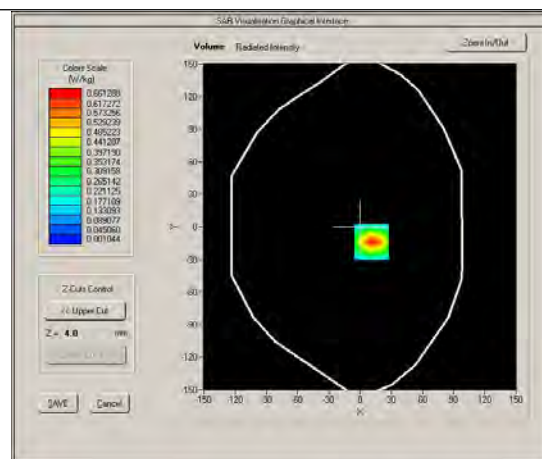 SAR Visualisation Graphical Interface
Volume Radiated Intensity
Zoom In/Out
Colors Scale
(W/kg)
0.661288
0.617272
0.573256
0.529239
0.485223
0.441207
0.397190
0.353174
0.309158
0.265142
0.221125
0.177109
0.133093
0.089077
0.045060
0.001044
Z-Cuts Control
<< Upper Cut
Z = 4.0 mm
SAVE
Cancel
150
120
90
60
30
0
-30
-60
-90
-120
-150
Y
-150 -120 -90 -60 -30 0 30 60 90 120 150
X